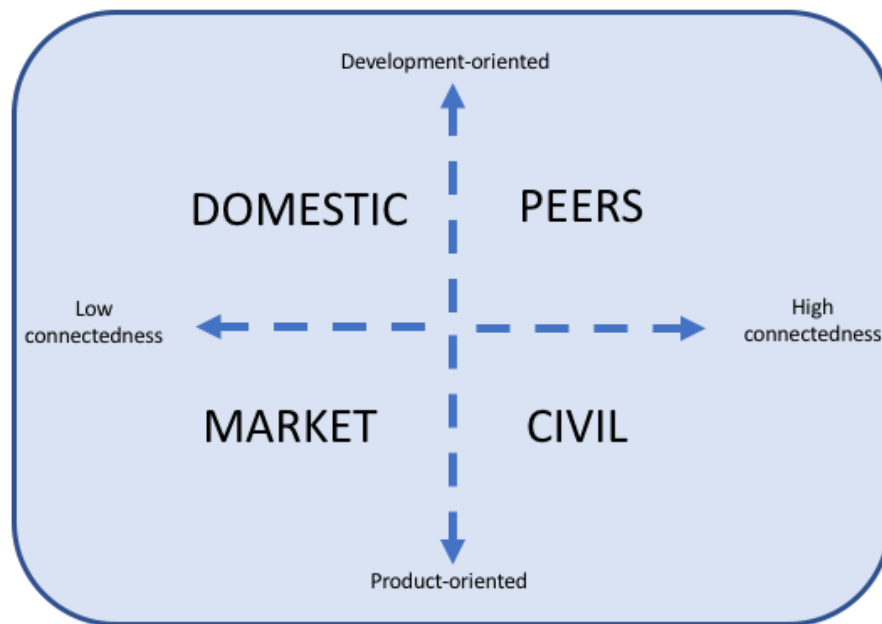 Development-oriented
DOMESTIC
PEERS
Low
connectedness
High
connectedness
MARKET
CIVIL
Product-oriented